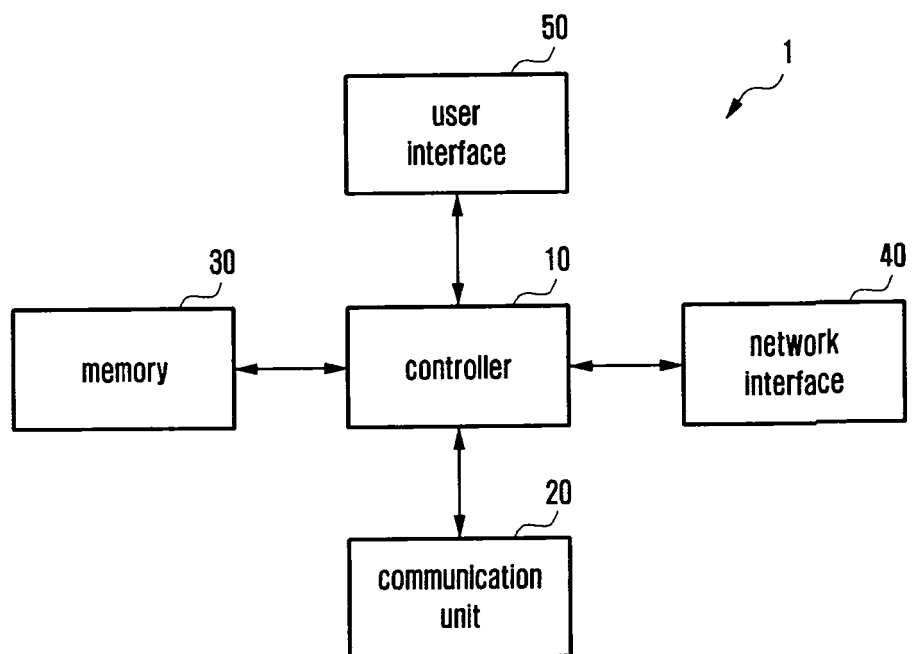 50
1
user
interface
30
10
40
memory
controller
network
interface
20
communication
unit